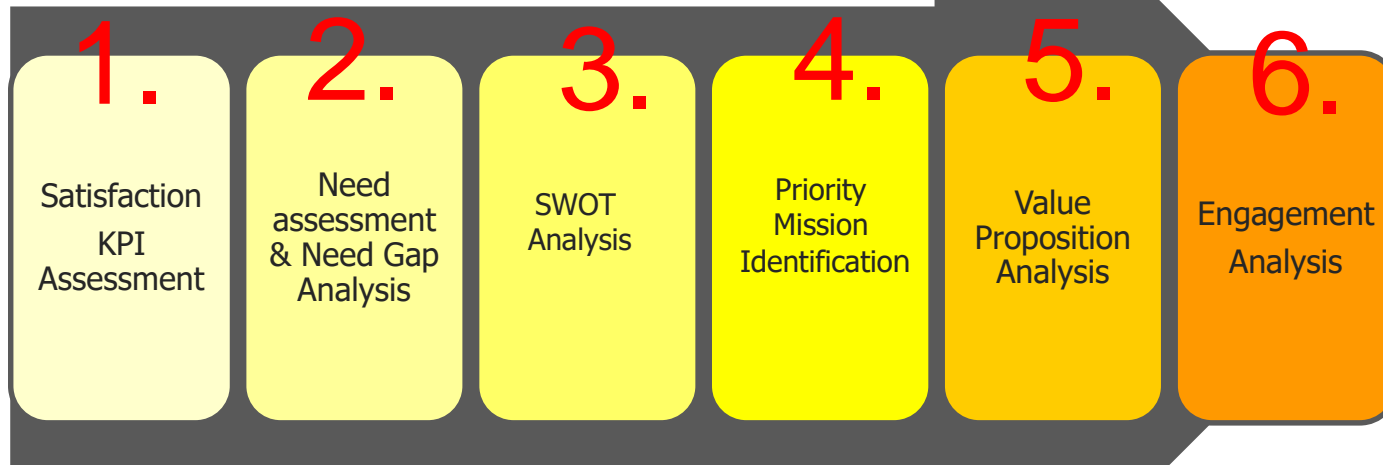 1.
Satisfaction
KPI
Assessment
2.
Need
assessment
& Need Gap
Analysis
3.
SWOT
Analysis
4.
Priority
Mission
Identification
5.
Value
Proposition
Analysis
6.
Engagement
Analysis